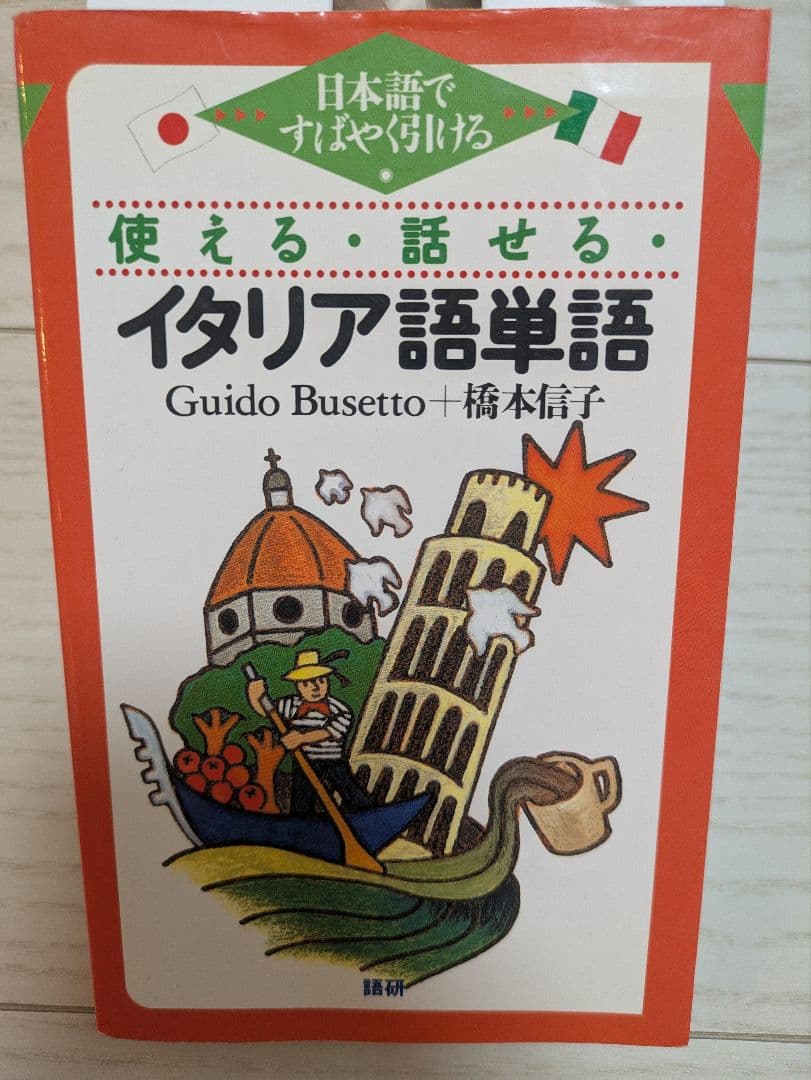 日本語で
すばやく引ける
使える・話せる・
イタリア語単語
Guido Busetto＋橋本信子
語研